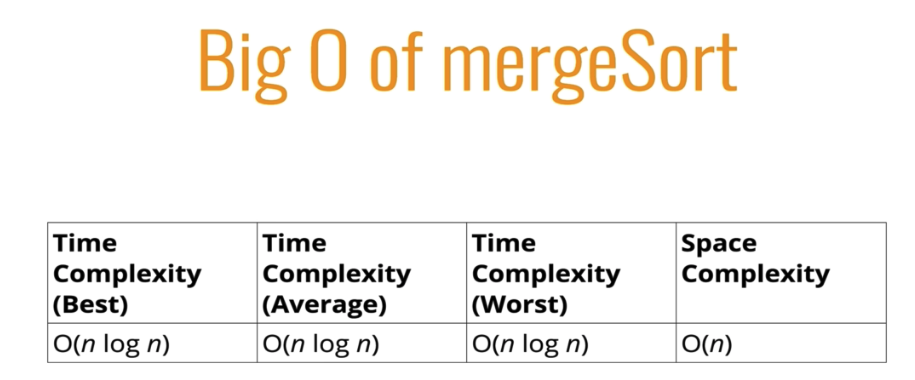 Big O of mergeSort
Time Complexity (Best) Time Complexity (Average) Time Complexity (Worst) Space Complexity
O(n log n) O(n log n) O(n log n) O(n)